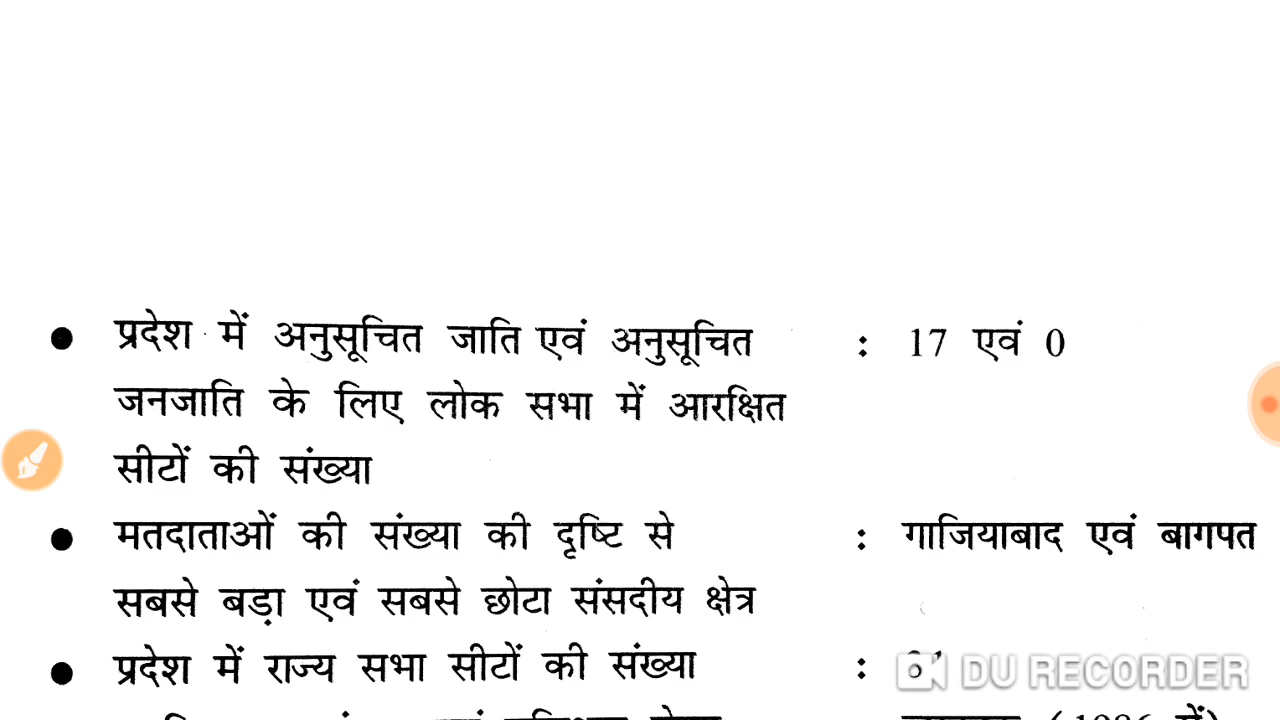 ● प्रदेश में अनुसूचित जाति एवं अनुसूचित : 17 एवं 0
जनजाति के लिए लोक सभा में आरक्षित
सीटों की संख्या
● मतदाताओं की संख्या की दृष्टि से : गाजियाबाद एवं बागपत
सबसे बड़ा एवं सबसे छोटा संसदीय क्षेत्र
● प्रदेश में राज्य सभा सीटों की संख्या :
DU RECORDER